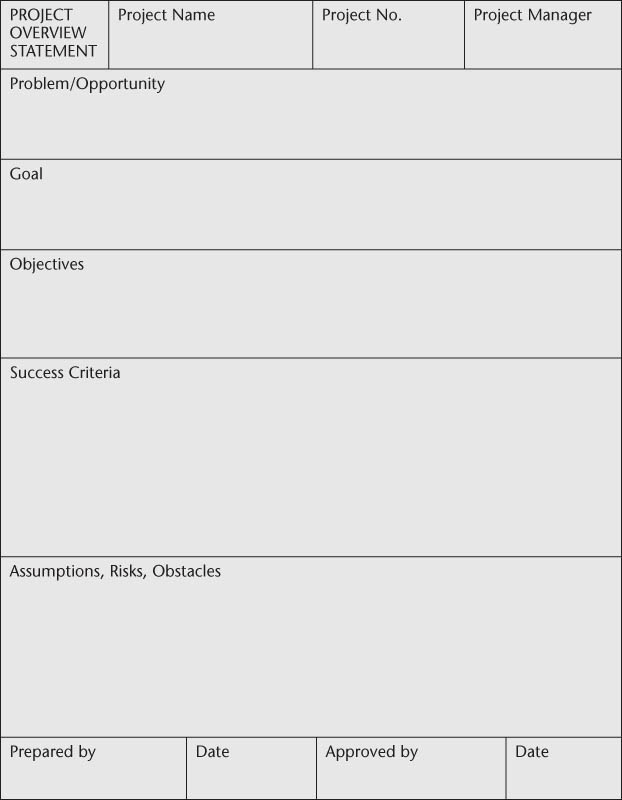 PROJECT
OVERVIEW
STATEMENT
Project Name
Project No.
Project Manager
Problem/Opportunity
Goal
Objectives
Success Criteria
Assumptions, Risks, Obstacles
Prepared by
Date
Approved by
Date